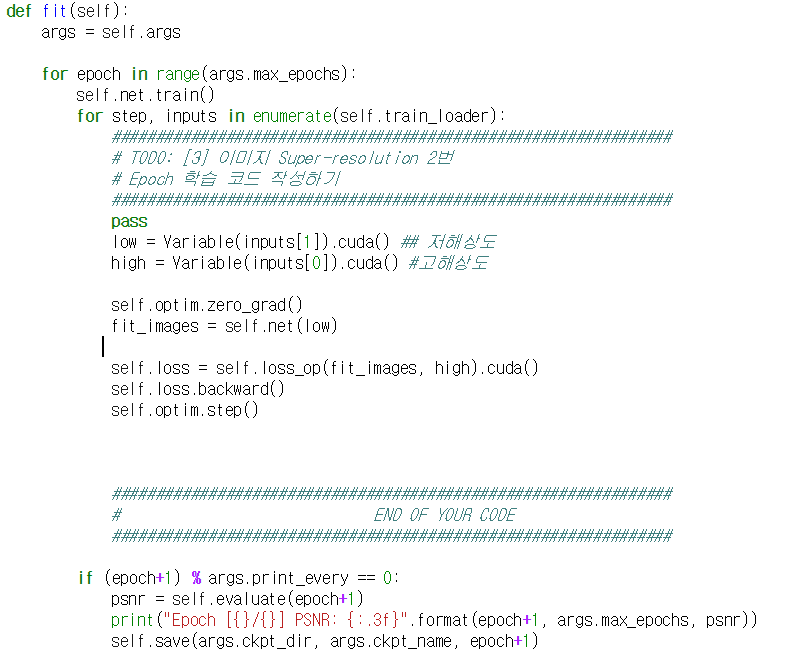 def fit(self):
    args = self.args

    for epoch in range(args.max_epochs):
        self.net.train()
        for step, inputs in enumerate(self.train_loader):
            ################################################################
            # TODO: [3] 이미지 Super-resolution 2번
            # Epoch 학습 코드 작성하기
            ################################################################
            pass
            low = Variable(inputs[1]).cuda() ## 저해상도
            high = Variable(inputs[0]).cuda() #고해상도

            self.optim.zero_grad()
            fit_images = self.net(low)

            self.loss = self.loss_op(fit_images, high).cuda()
            self.loss.backward()
            self.optim.step()

            ################################################################
            #                             END OF YOUR CODE
            ################################################################

        if (epoch+1) % args.print_every == 0:
            psnr = self.evaluate(epoch+1)
            print("Epoch [{}/{}] PSNR: {:.3f}".format(epoch+1, args.max_epochs, psnr))
            self.save(args.ckpt_dir, args.ckpt_name, epoch+1)